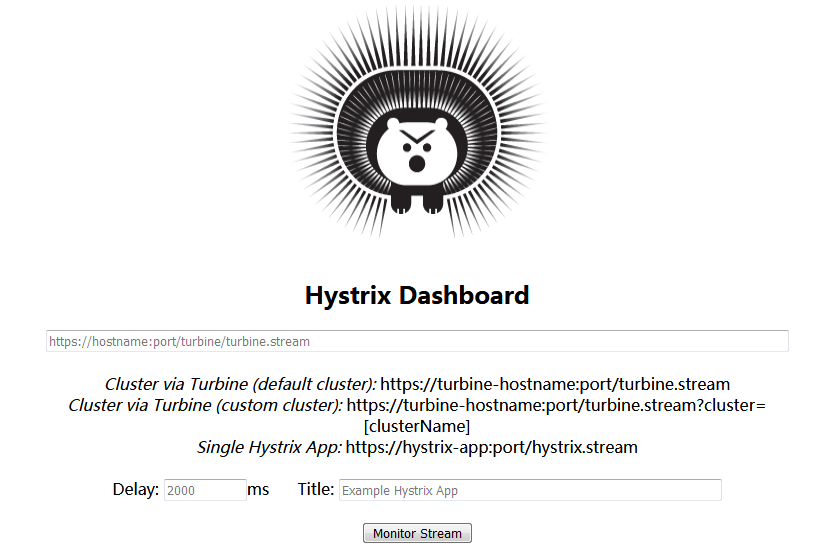 Hystrix Dashboard
https://hostname:port/turbine/turbine.stream
Cluster via Turbine (default cluster): https://turbine-hostname:port/turbine.stream
Cluster via Turbine (custom cluster): https://turbine-hostname:port/turbine.stream?cluster=
[clusterName]
Single Hystrix App: https://hystrix-app:port/hystrix.stream
Delay: 2000 ms Title: Example Hystrix App
Monitor Stream